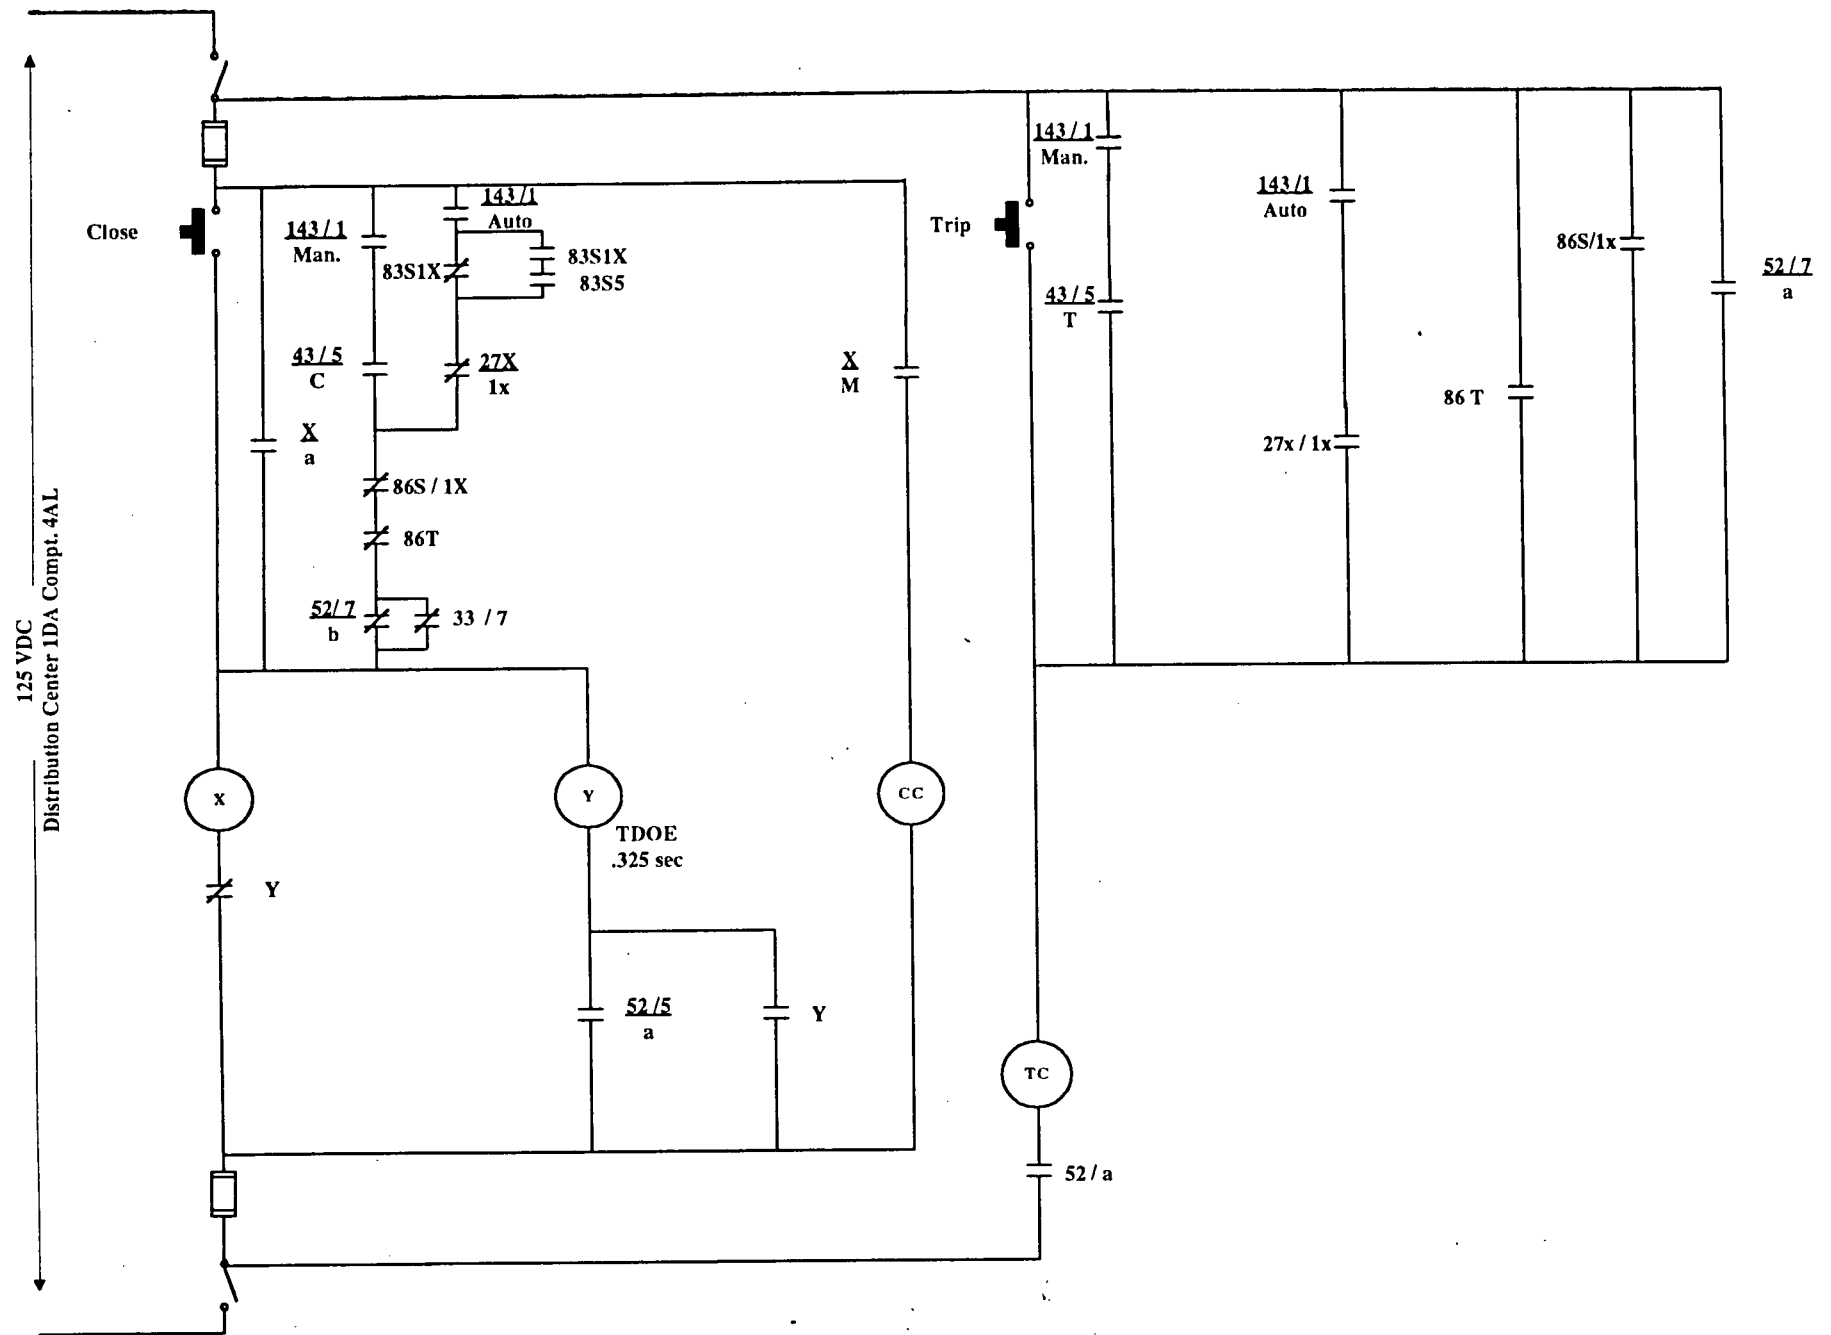 125 VDC
Distribution Center 1DA Compt. 4AL
Close
143 / 1
Man.
143 /1
Auto
83S1X
83S1X
83S5
43 / 5
C
27X
1x
X
a
86S / 1X
86T
52/ 7
b
33 / 7
X
M
X
Y
TDOE
.325 sec
CC
Y
52 /5
a
Y
Trip
143 / 1
Man.
43 / 5
T
143/1
Auto
27x / 1x
86 T
86S/1x
52 / 7
a
TC
52 / a